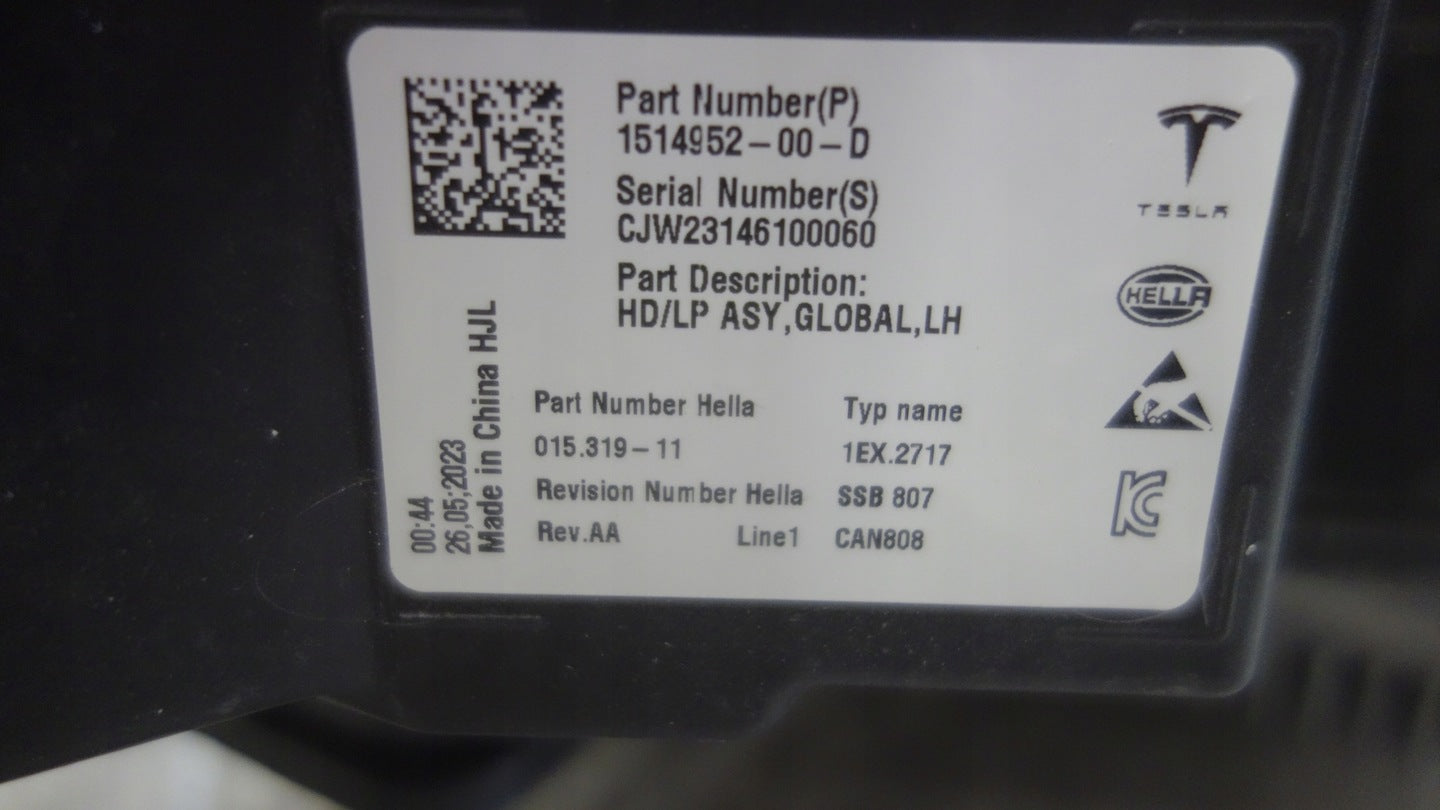 Part Number(P)
1514952-00-D
Serial Number(S)
CJW23146100060
Part Description:
HD/LP ASY,GLOBAL,LH
Part Number Hella
Typ name
015.319-11
1EX.2717
Revision Number Hella
SSB 807
Rev.AA
Line1
CAN808
00:44
26,05;2023
Made in China HJL
TESLA
HELLA